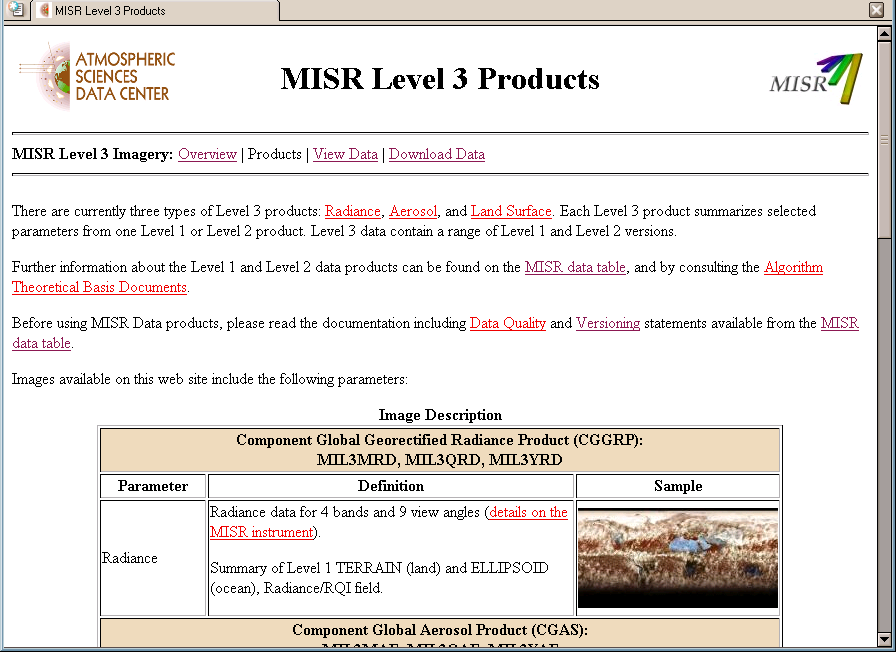 MISR Level 3 Products
ATMOSPHERIC
SCIENCES
DATA CENTER
MISR Level 3 Products
MISR
MISR Level 3 Imagery: Overview | Products | View Data | Download Data
There are currently three types of Level 3 products: Radiance, Aerosol, and Land Surface. Each Level 3 product summarizes selected
parameters from one Level 1 or Level 2 product. Level 3 data contain a range of Level 1 and Level 2 versions.
Further information about the Level 1 and Level 2 data products can be found on the MISR data table, and by consulting the Algorithm
Theoretical Basis Documents.
Before using MISR Data products, please read the documentation including Data Quality and Versioning statements available from the MISR
data table.
Images available on this web site include the following parameters:
Image Description
Component Global Georectified Radiance Product (CGGRP):
MIL3MRD, MIL3QRD, MIL3YRD
Parameter Definition Sample
Radiance
Radiance data for 4 bands and 9 view angles (details on the
MISR instrument).
Summary of Level 1 TERRAIN (land) and ELLIPSOID
(ocean), Radiance/RQI field.
Component Global Aerosol Product (CGAS):